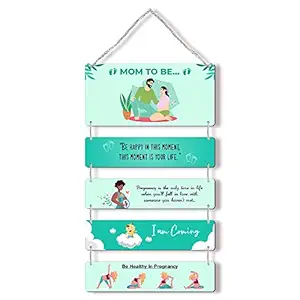 MOM TO BE...
"BE HAPPY IN THIS MOMENT,
THIS MOMENT IS YOUR LIFE."
Pregnancy is the only time in life
when you'll fall in love with
someone you haven't met..
I am Coming
Be Healthy in Pregnancy